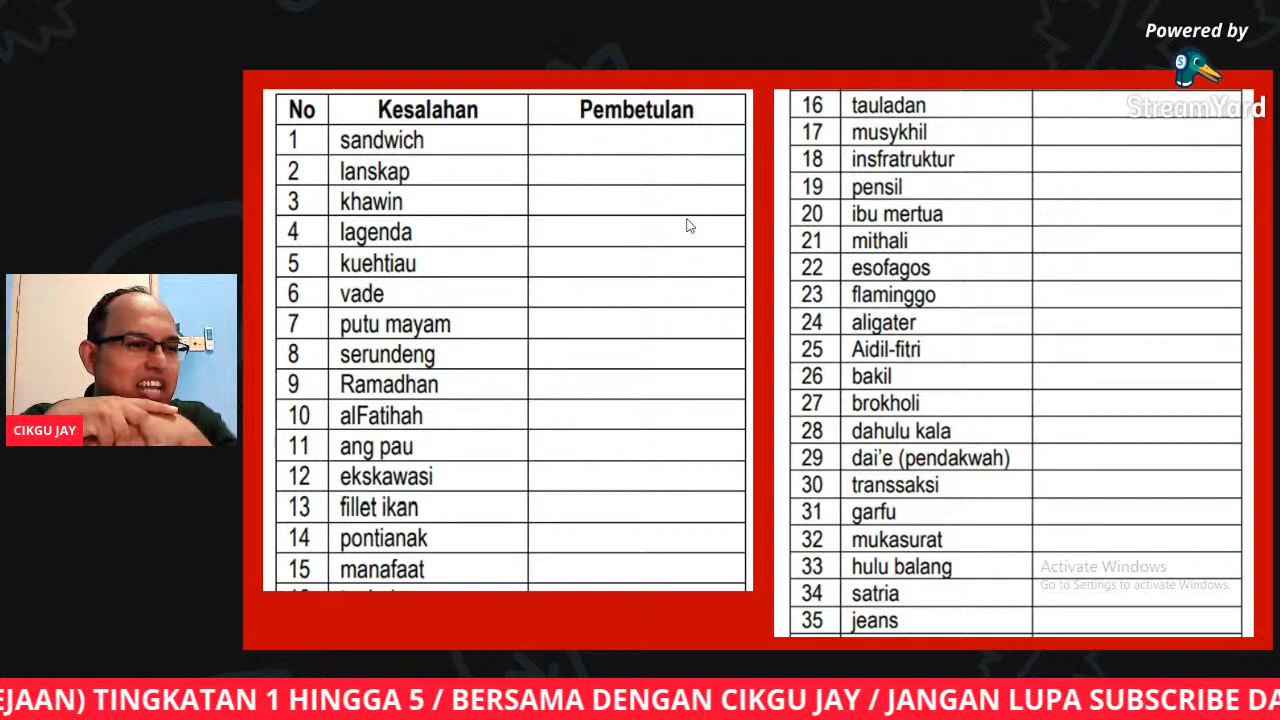 Powered by
StreamYard
No Kesalahan Pembetulan
1 sandwich
2 lanskap
3 khawin
4 lagenda
5 kuehtiau
6 vade
7 putu mayam
8 serundeng
9 Ramadhan
10 alFatihah
11 ang pau
12 ekskawasi
13 fillet ikan
14 pontianak
15 manafaat
16 tauladan
17 musykhil
18 insfratruktur
19 pensil
20 ibu mertua
21 mithali
22 esofagos
23 flaminggo
24 aligater
25 Aidil-fitri
26 bakil
27 brokholi
28 dahulu kala
29 dai’e (pendakwah)
30 transsaksi
31 garfu
32 mukasurat
33 hulu balang
34 satria
35 jeans
Activate Windows
Go to Settings to activate Windows.
CIKGU JAY
EJAAN) TINGKATAN 1 HINGGA 5 / BERSAMA DENGAN CIKGU JAY / JANGAN LUPA SUBSCRIBE DA